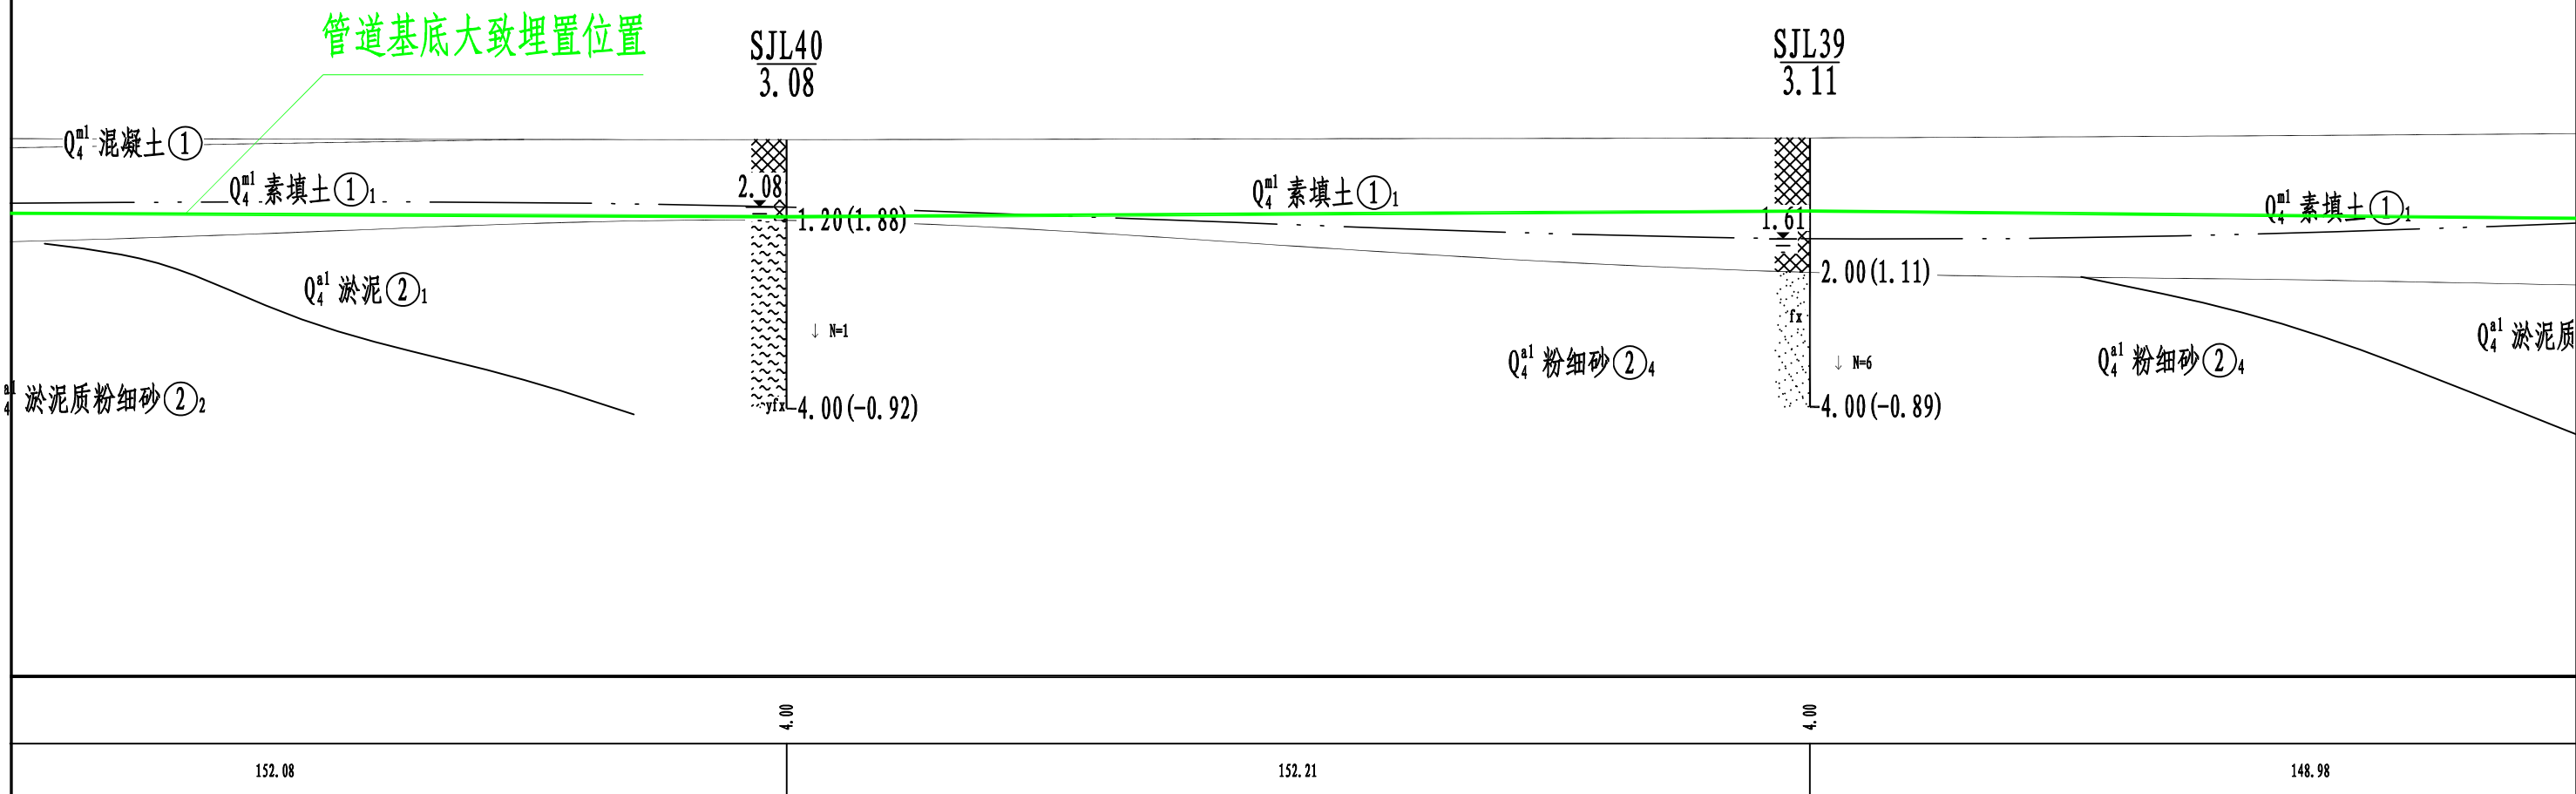 管道基底大致埋置位置
SJL40
3.08
SJL39
3.11
Q4ml 混凝土①
Q4ml 素填土①1
2.08
1.20(1.88)
Q4ml 素填土①1
1.61
Q4ml 素填土①1
2.00(1.11)
Q4al 淤泥②1
fx
N=1
Q4al 粉细砂②4
N=6
Q4al 粉细砂②4
Q4al 淤泥质
al4 淤泥质粉细砂②2
yfx
4.00(-0.92)
4.00(-0.89)
4.00
4.00
152.08
152.21
148.98